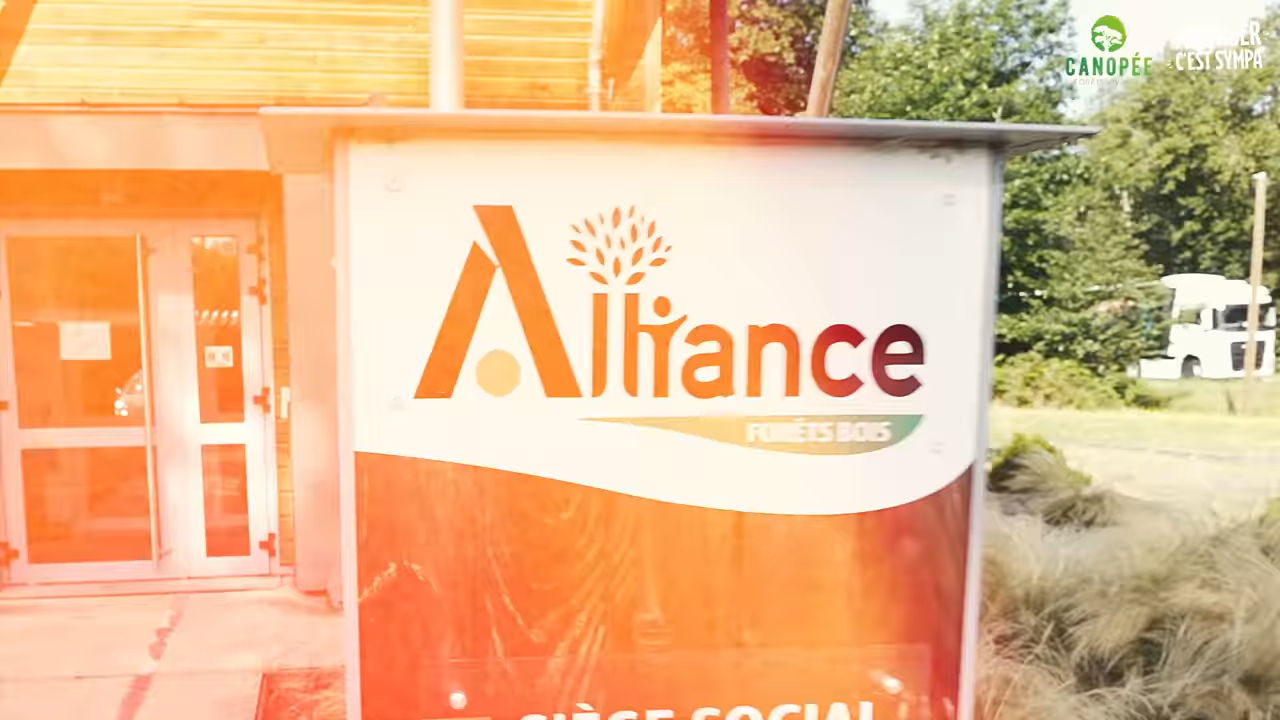 CANOPÉE
C'EST SYMPA
Alliance
FORÊTS BOIS
SIÈGE SOCIAL